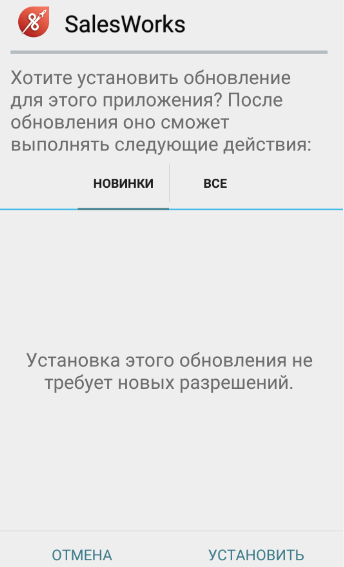 SalesWorks
Хотите установить обновление
для этого приложения? После
обновления оно сможет
выполнять следующие действия:
НОВИНКИ ВСЕ
Установка этого обновления не
требует новых разрешений.
ОТМЕНА УСТАНОВИТЬ